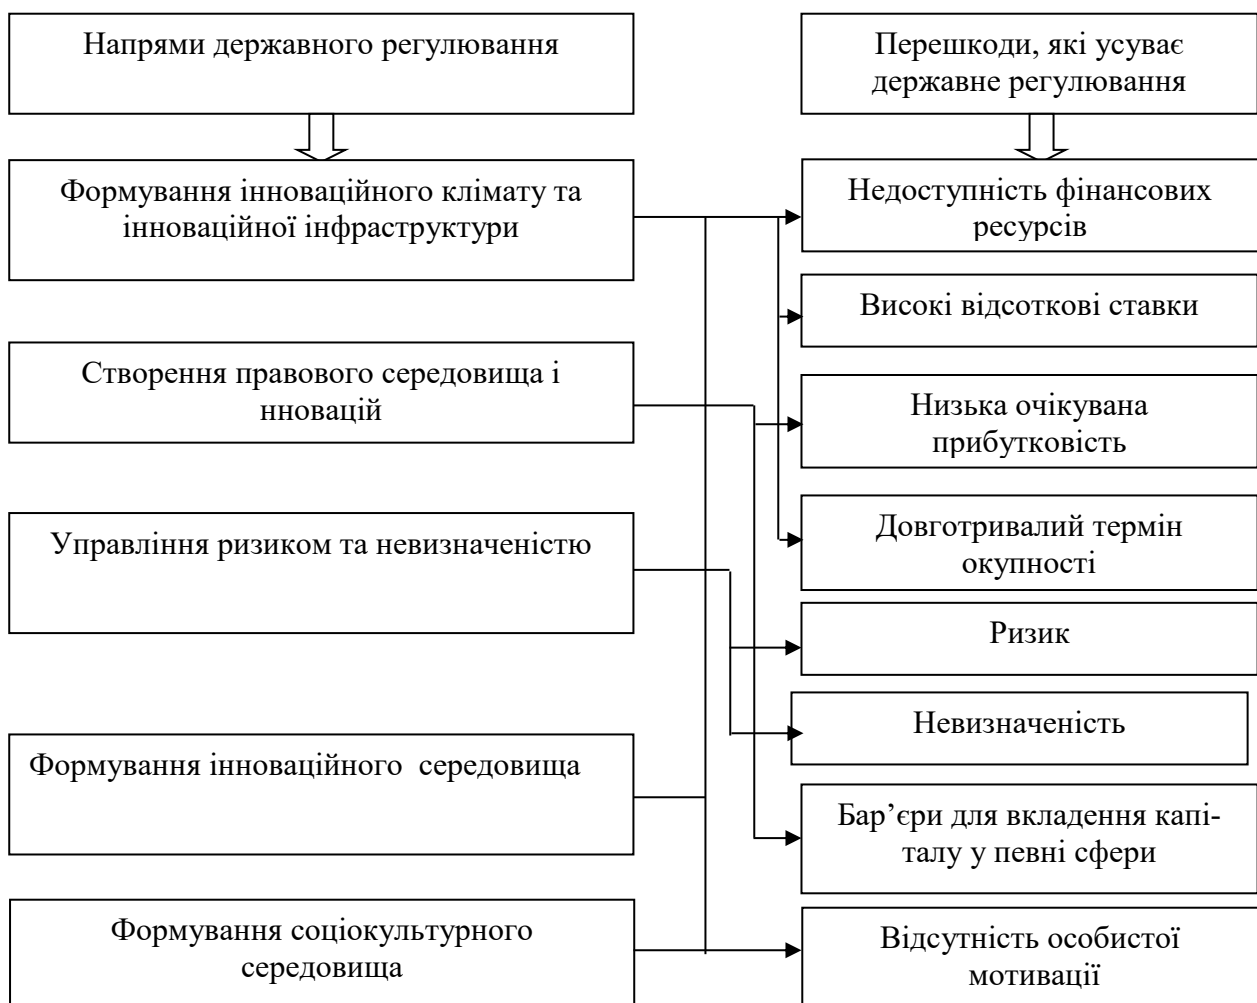 Напрями державного регулювання
Перешкоди, які усуває
державне регулювання
Формування інноваційного клімату та
інноваційної інфраструктури
Недоступність фінансових
ресурсів
Високі відсоткові ставки
Створення правового середовища і
нновацій
Низька очікувана
прибутковість
Управління ризиком та невизначеністю
Довготривалий термін
окупності
Ризик
Невизначеність
Формування інноваційного середовища
Бар’єри для вкладення капі-
талу у певні сфери
Формування соціокультурного
середовища
Відсутність особистої
мотивації